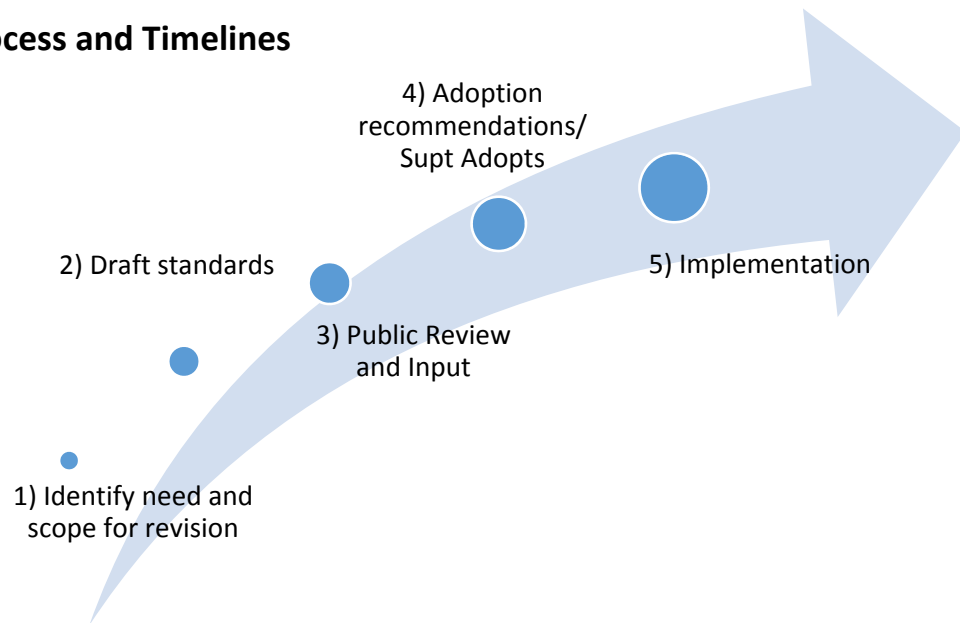 ocess and Timelines
4) Adoption
recommendations/
Supt Adopts
2) Draft standards
5) Implementation
3) Public Review
and Input
1) Identify need and
scope for revision